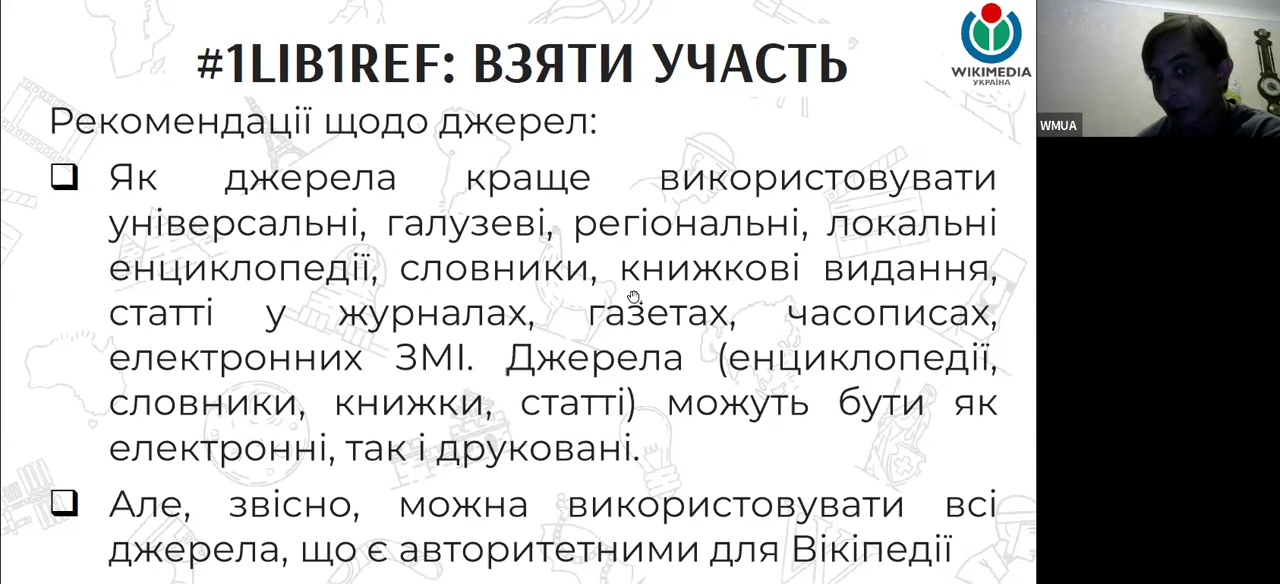 #1LIB1REF: ВЗЯТИ УЧАСТЬ
WIKIMEDIA
УКРАЇНА
WMUA
Рекомендації щодо джерел:
Як джерела краще використовувати
універсальні, галузеві, регіональні, локальні
енциклопедії, словники, книжкові видання,
статті у журналах, газетах, часописах,
електронних ЗМІ. Джерела (енциклопедії,
словники, книжки, статті) можуть бути як
електронні, так і друковані.
Але, звісно, можна використовувати всі
джерела, що є авторитетними для Вікіпедії